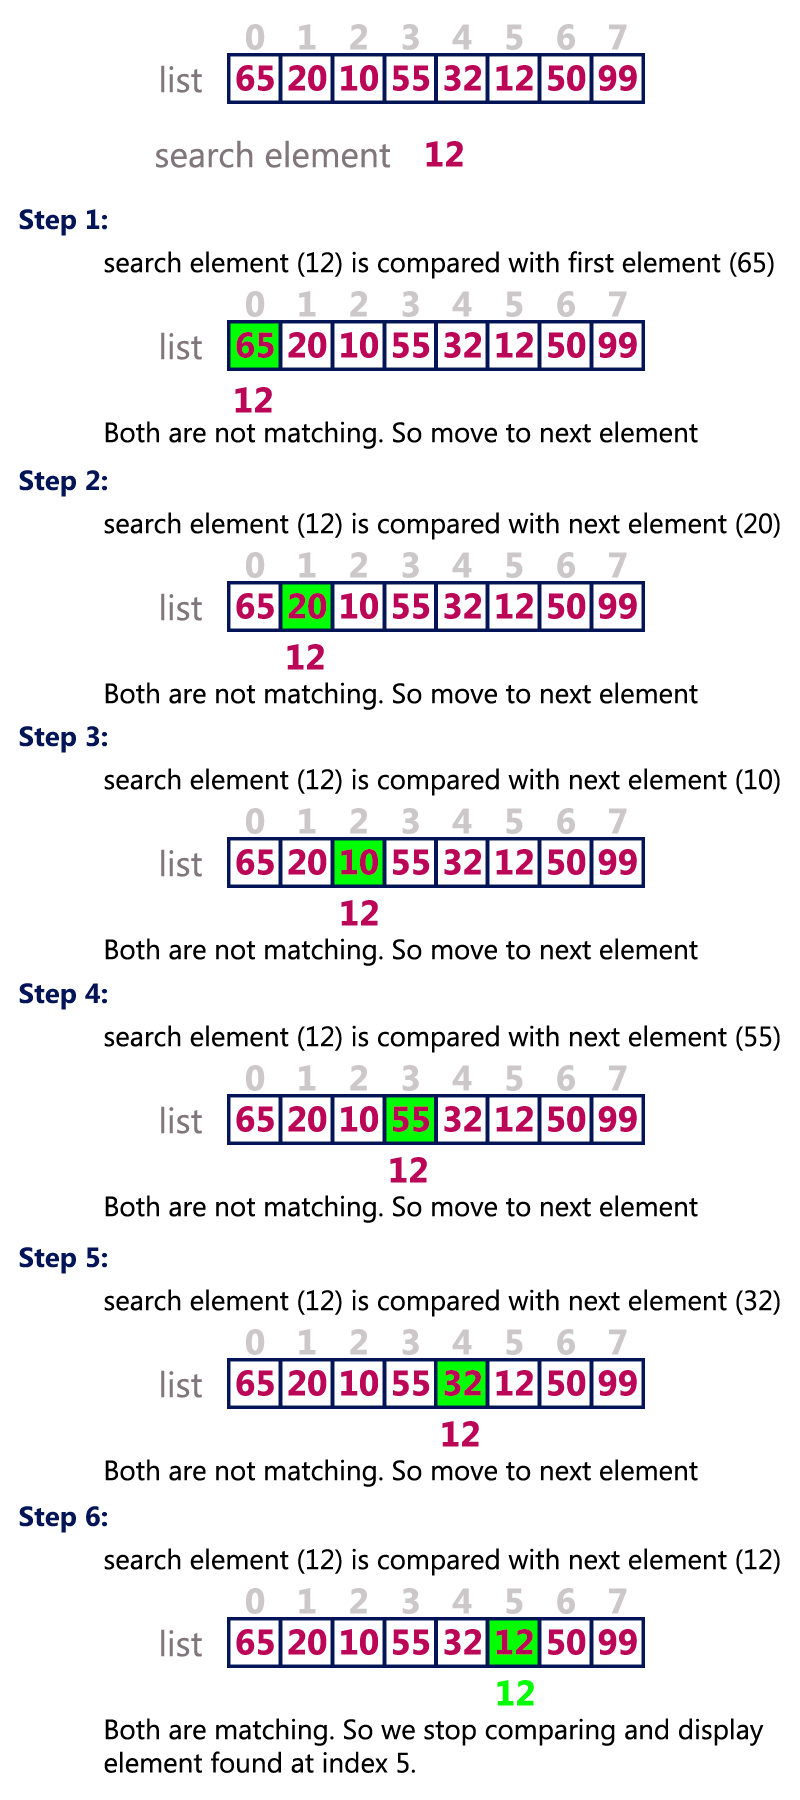 0 1 2 3 4 5 6 7
list 65 20 10 55 32 12 50 99
search element 12
Step 1:
search element (12) is compared with first element (65)
0 1 2 3 4 5 6 7
list 65 20 10 55 32 12 50 99
12
Both are not matching. So move to next element
Step 2:
search element (12) is compared with next element (20)
0 1 2 3 4 5 6 7
list 65 20 10 55 32 12 50 99
12
Both are not matching. So move to next element
Step 3:
search element (12) is compared with next element (10)
0 1 2 3 4 5 6 7
list 65 20 10 55 32 12 50 99
12
Both are not matching. So move to next element
Step 4:
search element (12) is compared with next element (55)
0 1 2 3 4 5 6 7
list 65 20 10 55 32 12 50 99
12
Both are not matching. So move to next element
Step 5:
search element (12) is compared with next element (32)
0 1 2 3 4 5 6 7
list 65 20 10 55 32 12 50 99
12
Both are not matching. So move to next element
Step 6:
search element (12) is compared with next element (12)
0 1 2 3 4 5 6 7
list 65 20 10 55 32 12 50 99
12
Both are matching. So we stop comparing and display
element found at index 5.